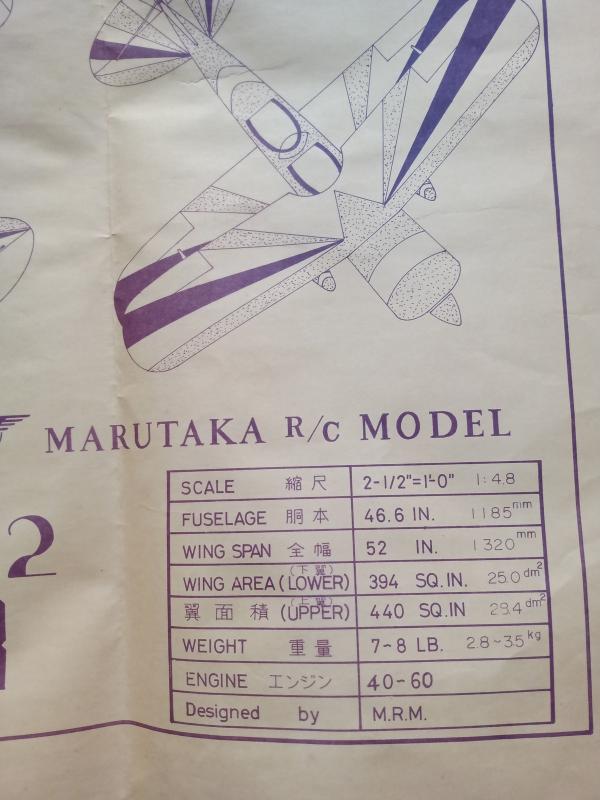 MARUTAKA R/C MODEL
2
SCALE 縮尺 2-1/2"=1'-0" 1:4.8
FUSELAGE 胴本 46.6 IN. 1185mm
WING SPAN 全幅 52 IN. 1320mm
WING AREA (LOWER) (下翼) 394 SQ.IN. 25.0dm²
翼面積 (UPPER) (上翼) 440 SQ.IN 29.4dm²
WEIGHT 重量 7~8 LB. 2.8~3.5kg
ENGINE エンジン 40-60
Designed by M.R.M.